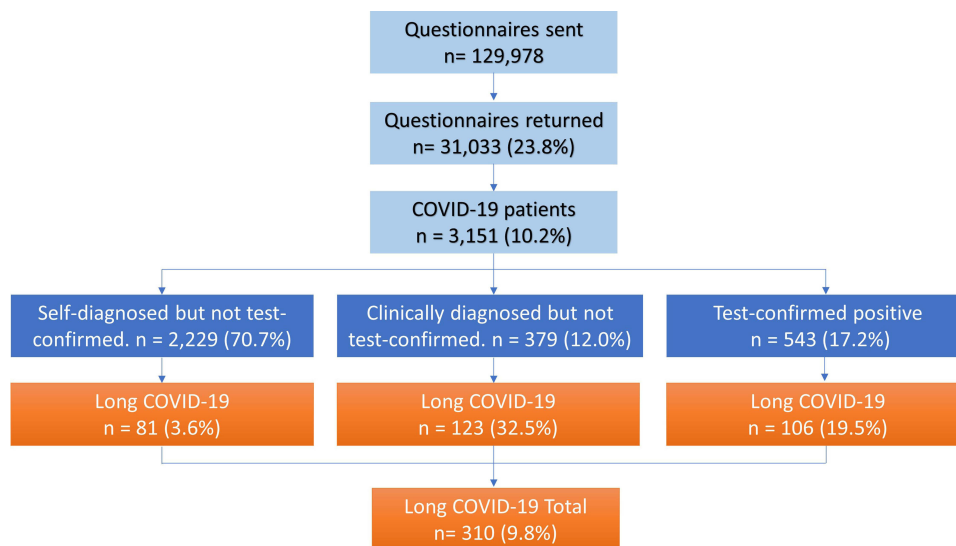 Questionnaires sent
n= 129,978
Questionnaires returned
n= 31,033 (23.8%)
COVID-19 patients
n = 3,151 (10.2%)
Self-diagnosed but not test-
confirmed. n = 2,229 (70.7%)
Clinically diagnosed but not
test-confirmed. n = 379 (12.0%)
Test-confirmed positive
n = 543 (17.2%)
Long COVID-19
n = 81 (3.6%)
Long COVID-19
n = 123 (32.5%)
Long COVID-19
n = 106 (19.5%)
Long COVID-19 Total
n= 310 (9.8%)